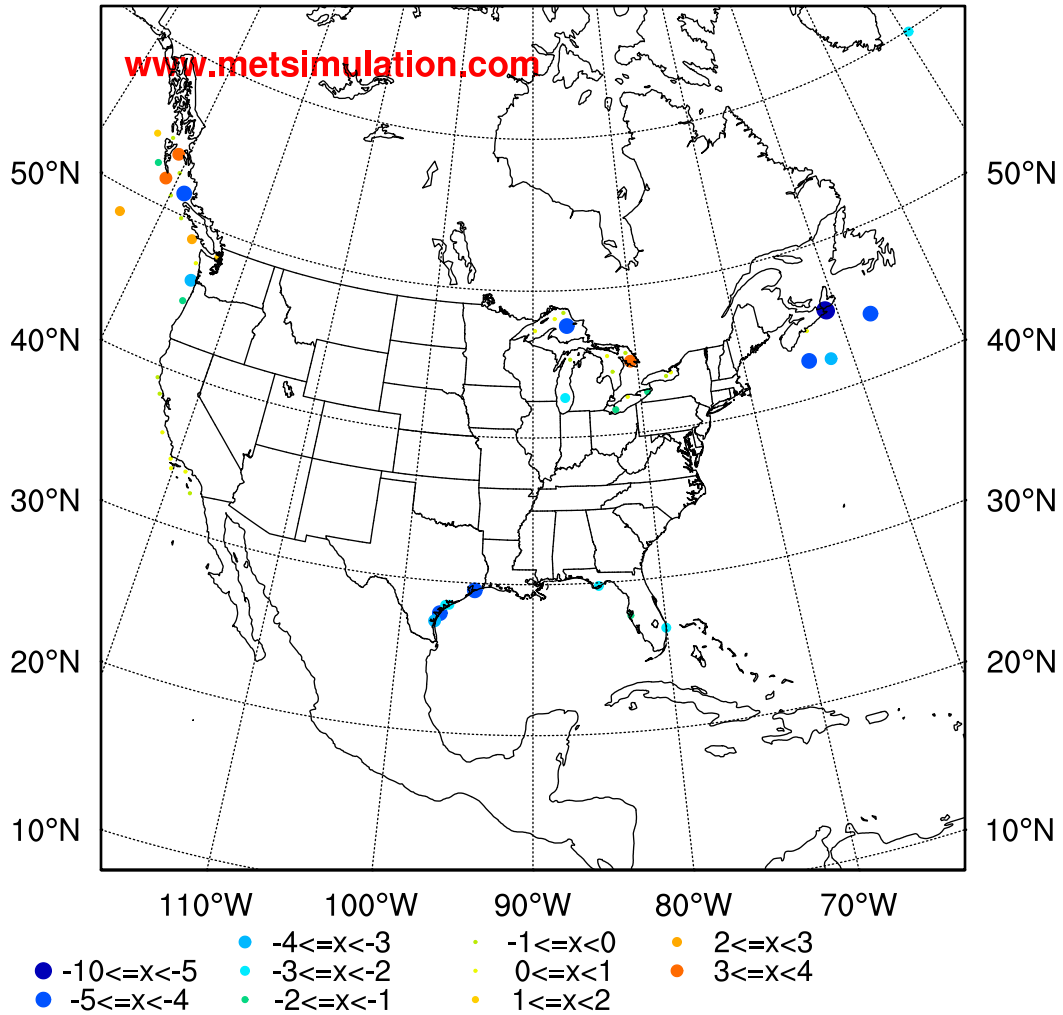 www.metsimulation.com
50°N 50°N
40°N 40°N
30°N 30°N
20°N 20°N
10°N 10°N
110°W 100°W 90°W 80°W 70°W
-4<=x<-3 -1<=x<0 2<=x<3
-10<=x<-5 -3<=x<-2 0<=x<1 3<=x<4
-5<=x<-4 -2<=x<-1 1<=x<2